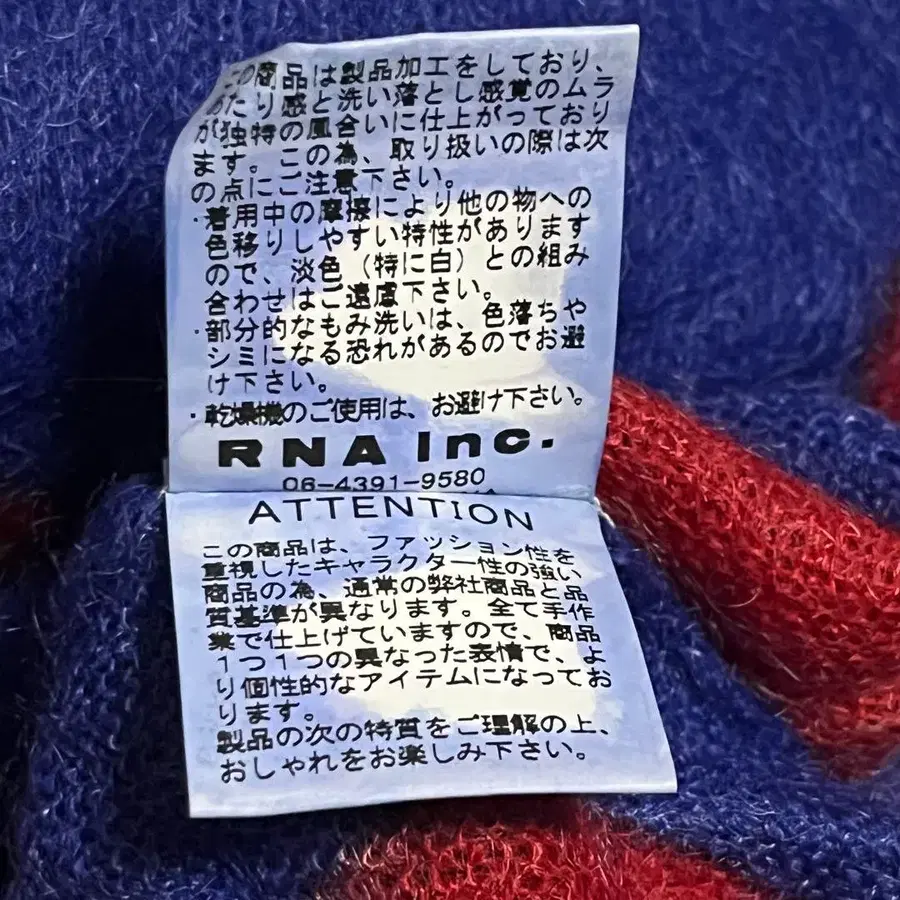 この商品は製品加工をしており、
あたり感と洗い落とし感覚のムラ
が独特の風合いに仕上がっており
ます。この為、取り扱いの際は次
の点にご注意下さい。
・着用中の摩擦により他の物への
色移りしやすい特性があります
ので、淡色（特に白）との組み
合わせはご遠慮下さい。
・部分的なもみ洗いは、色落ちや
シミになる恐れがあるのでお避
け下さい。
・乾燥機のご使用は、お避け下さい。
RNA Inc.
06-4391-9580
ATTENTION
この商品は、ファッション性を
重視したキャラクター性の強い
商品の為、通常の弊社商品と品
質基準が異なります。全て手作
業で仕上げていますので、商品
1つ1つの異なった表情で、よ
り個性的なアイテムになってお
ります。
製品の次の特質をご理解の上、
おしゃれをお楽しみ下さい。